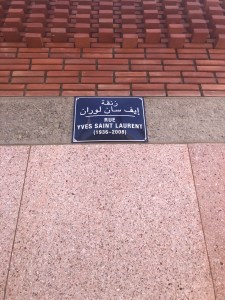 زنقة
إيف سان لوران
RUE
YVES SAINT LAURENT
(1936-2008)